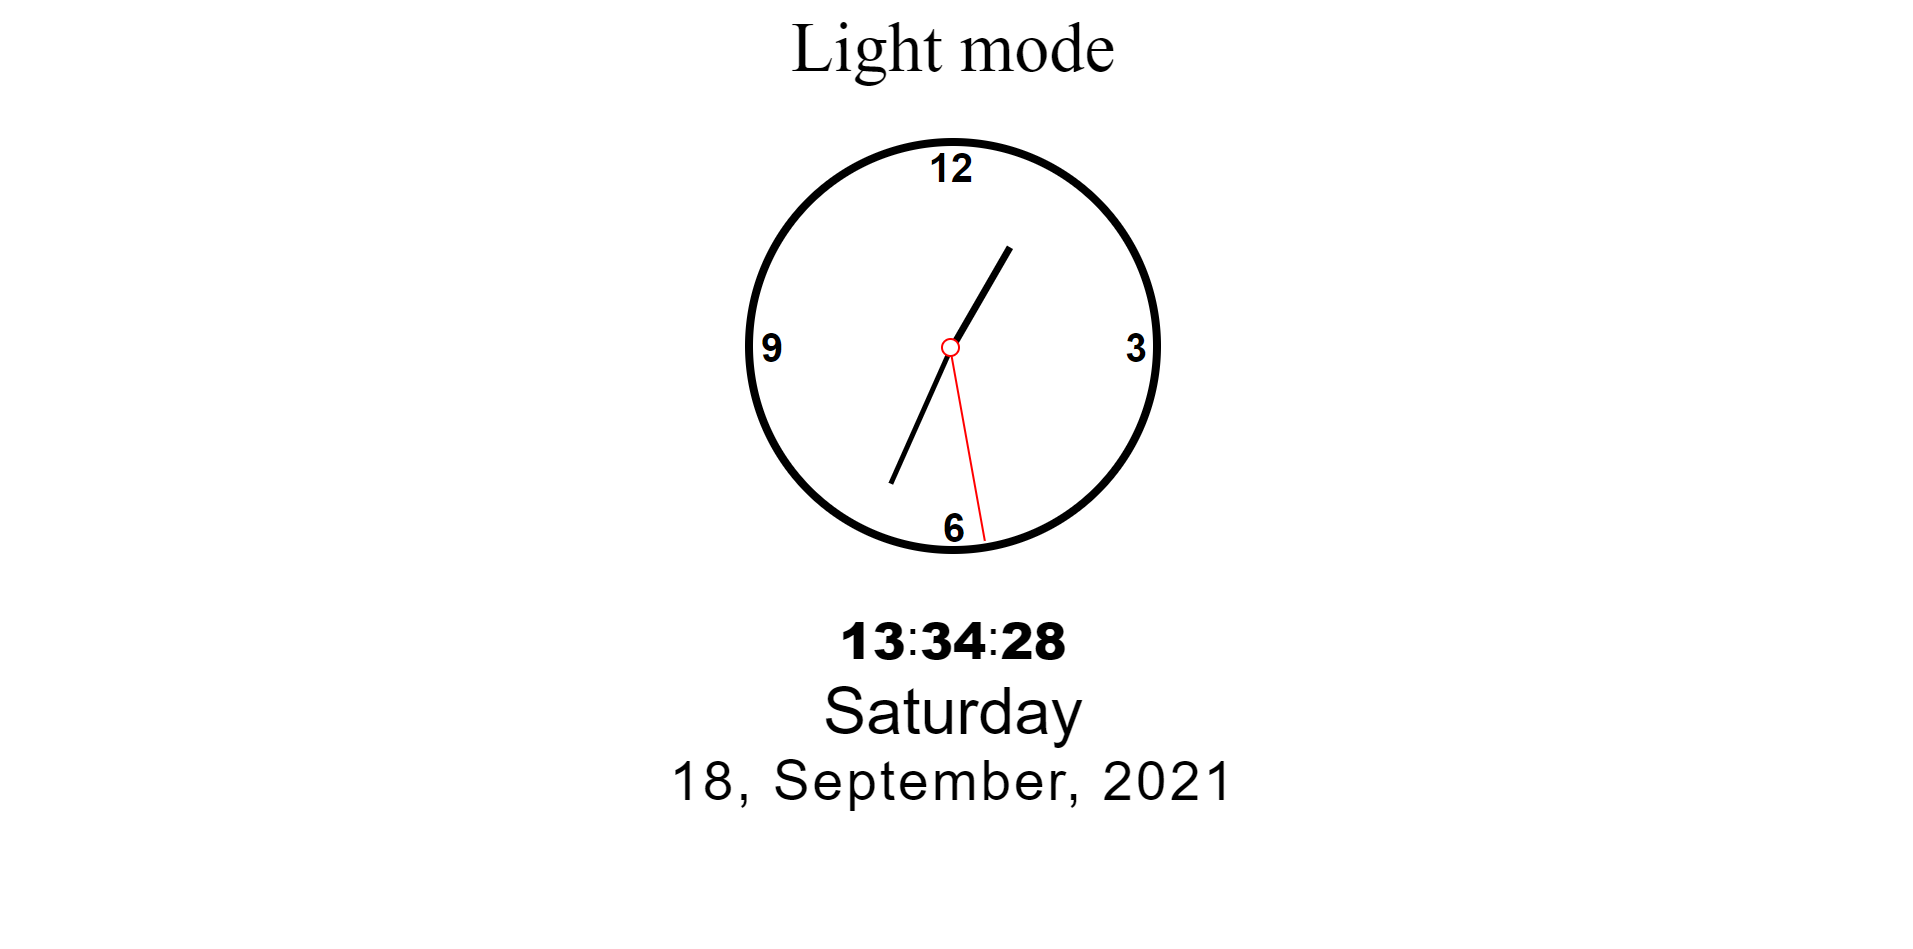 Light mode
12
9 3
6
13:34:28
Saturday
18, September, 2021